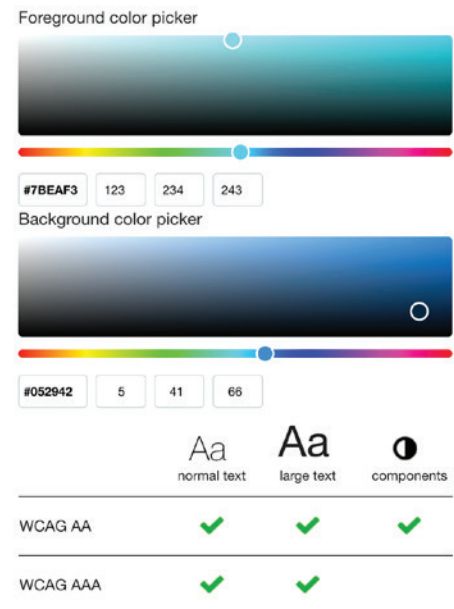 Foreground color picker
#7BEAF3 123 234 243
Background color picker
#052942 5 41 66
Aa Aa
normal text large text components
WCAG AA
WCAG AAA